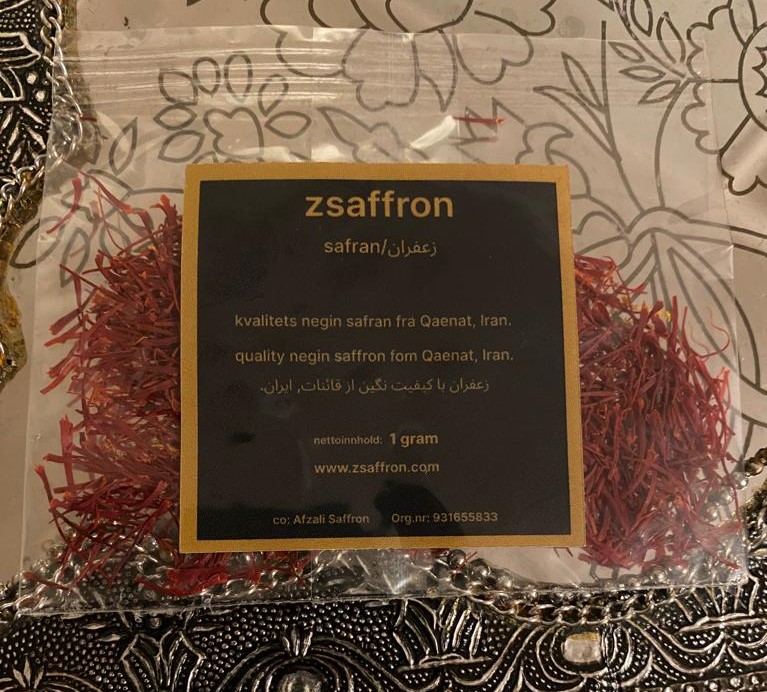 zsaffron
safran/زعفران
kvalitets negin safran fra Qaenat, Iran.
quality negin saffron fom Qaenat, Iran.
زعفران با کیفیت نگین از قائنات, ایران.
nettoinnhold: 1 gram
www.zsaffron.com
co: Afzali Saffron Org.nr: 931655833